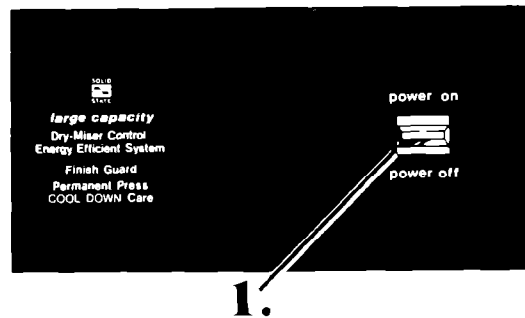 SOLID
STATE
large capacity
Dry-Miser Control
Energy Efficient System
Finish Guard
Permanent Press
COOL DOWN Care
power on
power off
1.